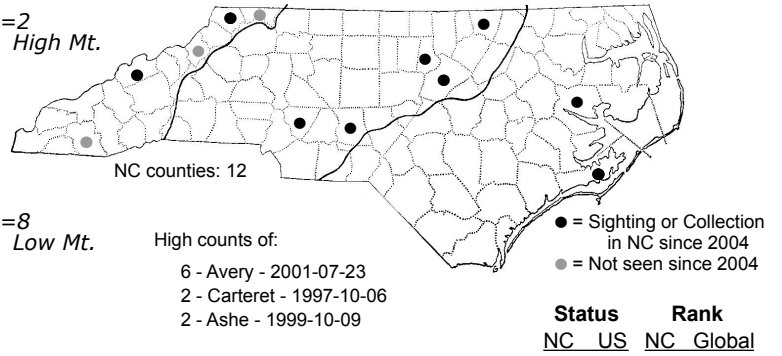 =2
High Mt.
NC counties: 12
=8
Low Mt.
High counts of:
6 - Avery - 2001-07-23
2 - Carteret - 1997-10-06
2 - Ashe - 1999-10-09
= Sighting or Collection
in NC since 2004
= Not seen since 2004
Status Rank
NC US NC Global